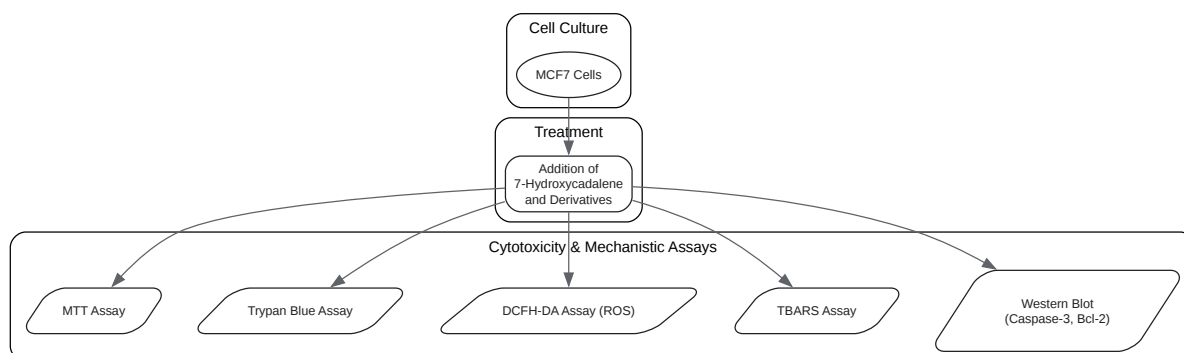 Cell Culture
MCF7 Cells
Treatment
Addition of
7-Hydroxycadalene
and Derivatives
Cytotoxicity & Mechanistic Assays
MTT Assay
Trypan Blue Assay
DCFH-DA Assay (ROS)
TBARS Assay
Western Blot
(Caspase-3, Bcl-2)